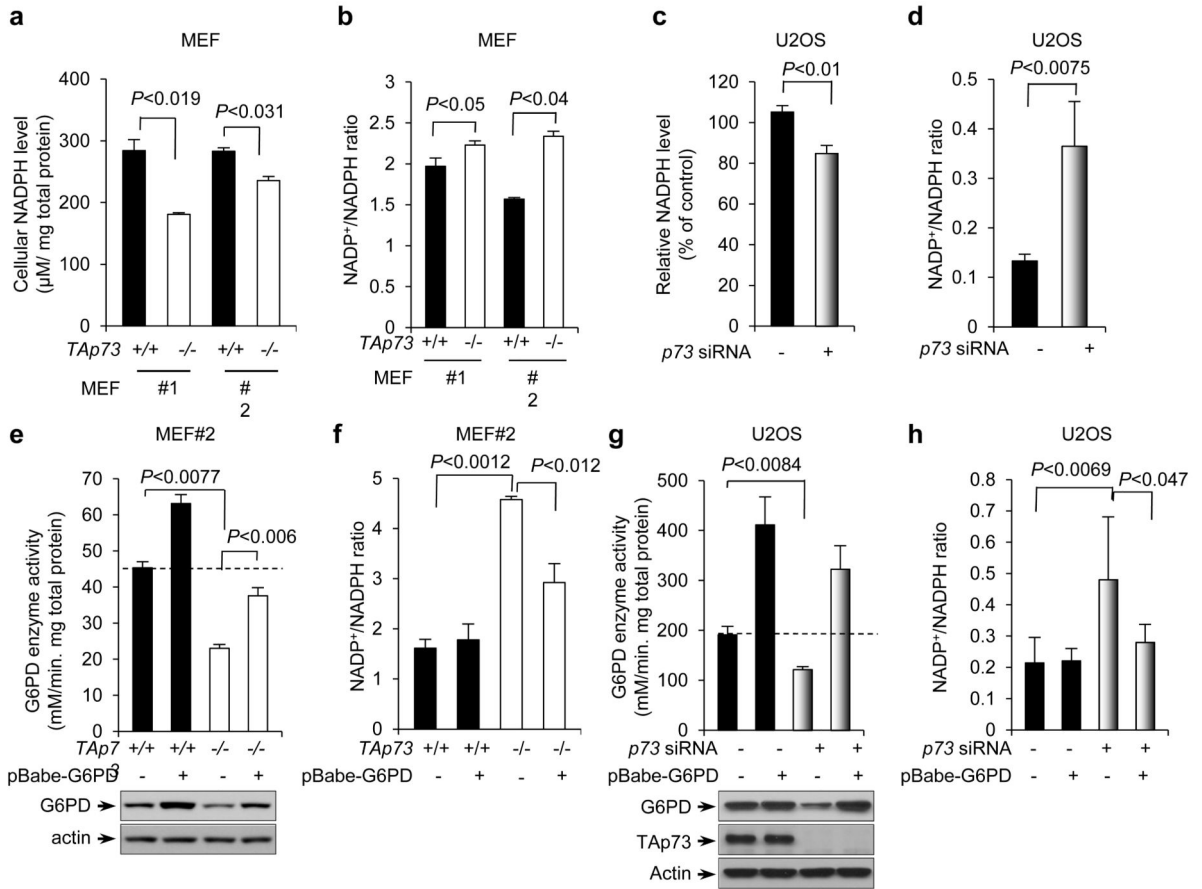 a
MEF
Cellular NADPH level
(μM/ mg total protein)
400
300
200
300
0
P<0.019
P<0.031
TAp73 +/+ -/- +/+ -/-
MEF #1 #
2
b
MEF
NADP+/NADPH ratio
3
2.5
2
1.5
1
2
0
P<0.05
P<0.04
TAp73 +/+ -/- +/+ -/-
MEF #1 #
2
c
U2OS
Relative NADPH level
(% of control)
120
100
80
60
40
20
0
P<0.01
p73 siRNA - +
d
U2OS
NADP+/NADPH ratio
0.5
0.4
0.3
0.2
0.1
0
P<0.0075
p73 siRNA - +
e
MEF#2
G6PD enzyme activity
(mM/min. mg total protein)
70
60
50
40
30
20
10
0
P<0.0077
P<0.006
TAp7 +/+ +/+ -/- -/-
3
pBabe-G6PD - + - +
G6PD
actin
f
MEF#2
NADP+/NADPH ratio
5
4
3
2
1
0
P<0.0012
P<0.012
TAp73 +/+ +/+ -/- -/-
pBabe-G6PD - + - +
g
U2OS
G6PD enzyme activity
(mM/min. mg total protein)
500
400
300
200
100
0
P<0.0084
p73 siRNA - - + +
pBabe-G6PD - + - +
G6PD
TAp73
Actin
h
U2OS
NADP+/NADPH ratio
0.8
0.7
0.6
0.5
0.4
0.3
0.2
0.1
0
P<0.0069
P<0.047
p73 siRNA - - + +
pBabe-G6PD - + - +